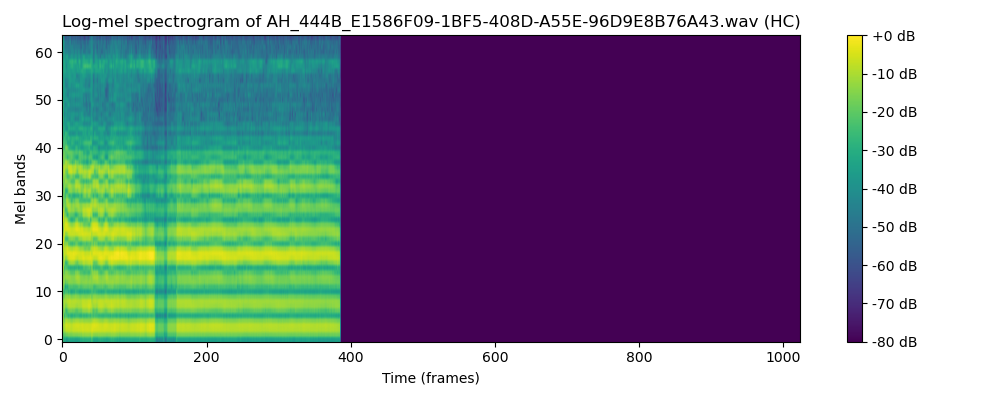 Log-mel spectrogram of AH_444B_E1586F09-1BF5-408D-A55E-96D9E8B76A43.wav (HC)
Mel bands
60
50
40
30
20
10
0
0 200 400 600 800 1000
Time (frames)
+0 dB
-10 dB
-20 dB
-30 dB
-40 dB
-50 dB
-60 dB
-70 dB
-80 dB